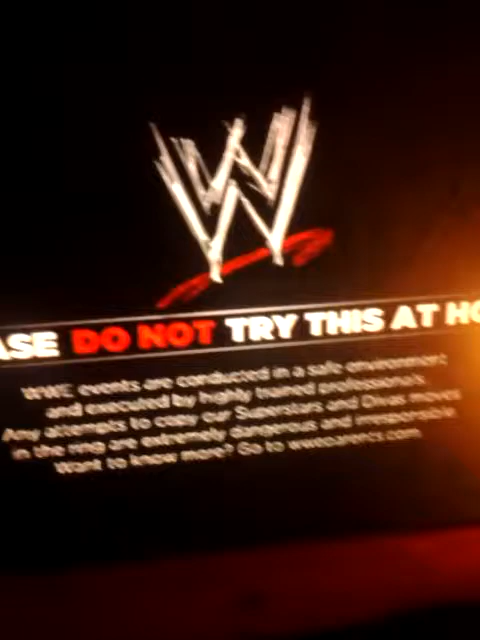 W
ASE DO NOT TRY THIS AT HO
WWE events are conducted in a safe environment
and executed by highly trained professionals.
Any attempts to copy our Superstars and Divas moves
in the ring are extremely dangerous and irresponsible.
Want to know more? Go to